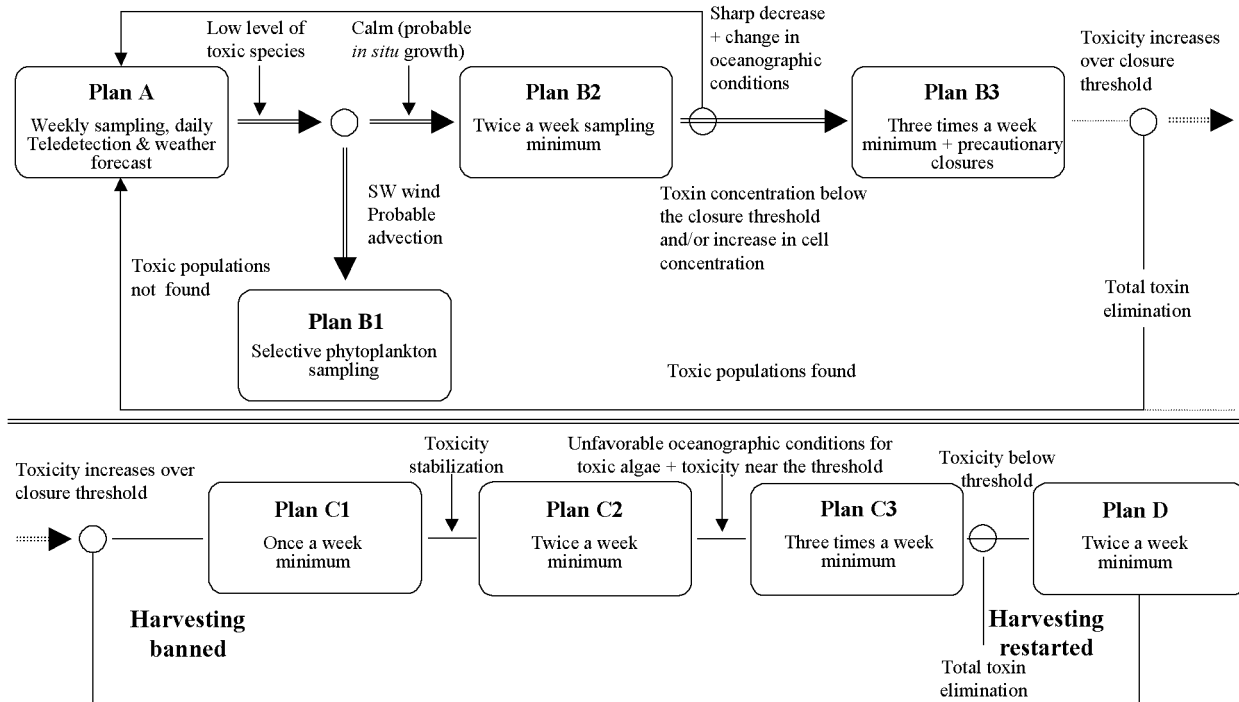 Low level of
toxic species
Calm (probable
in situ growth)
Sharp decrease
+ change in
oceanographic
conditions
Toxicity increases
over closure
threshold
Plan A
Weekly sampling, daily
Teledetection & weather
forecast
Plan B2
Twice a week sampling
minimum
Plan B3
Three times a week
minimum + precautionary
closures
SW wind
Probable
advection
Toxin concentration below
the closure threshold
and/or increase in cell
concentration
Toxic populations
not found
Total toxin
elimination
Plan B1
Selective phytoplankton
sampling
Toxic populations found
Toxicity increases over
closure threshold
Toxicity
stabilization
Unfavorable oceanographic conditions for
toxic algae + toxicity near the threshold
Toxicity below
threshold
Plan C1
Once a week
minimum
Plan C2
Twice a week
minimum
Plan C3
Three times a week
minimum
Plan D
Twice a week
minimum
Harvesting
banned
Harvesting
restarted
Total toxin
elimination